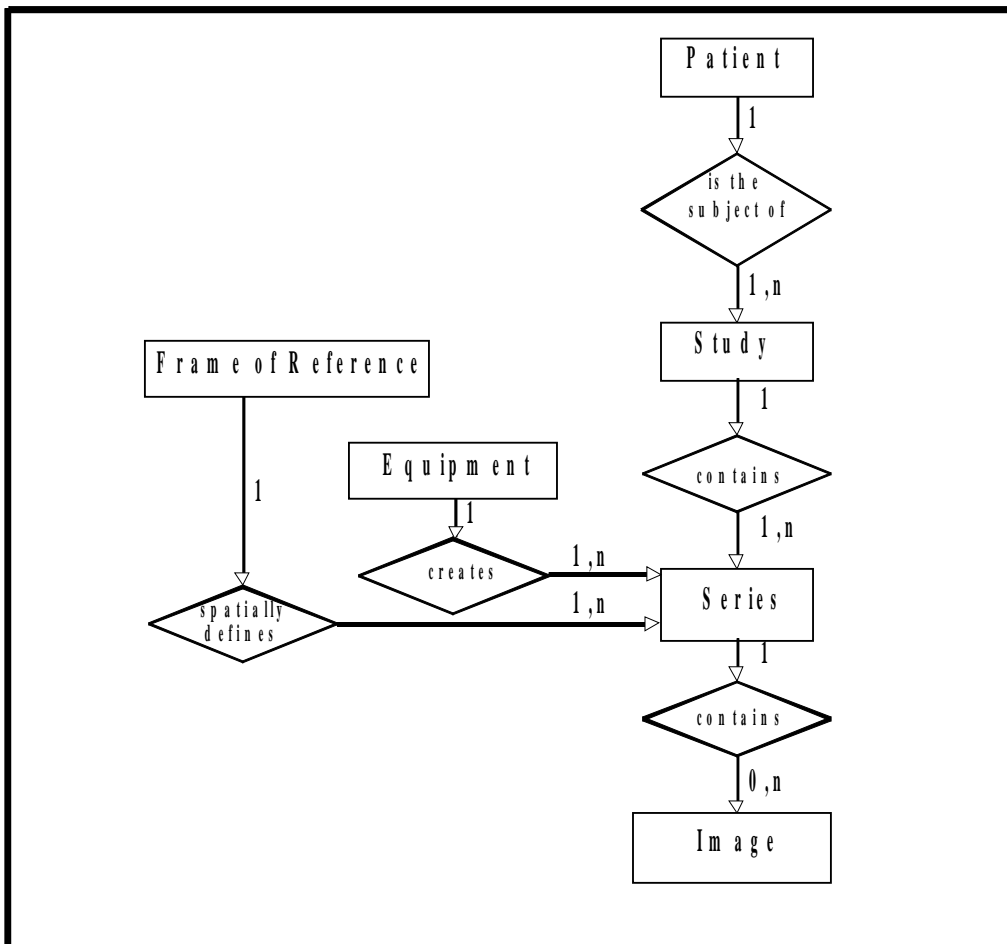 Patient
1
is the
subject of
1,n
Study
Frame of Reference
1
Equipment
contains
1
1
1,n
creates
1,n
Series
1,n
spatially
defines
1
contains
0,n
Image